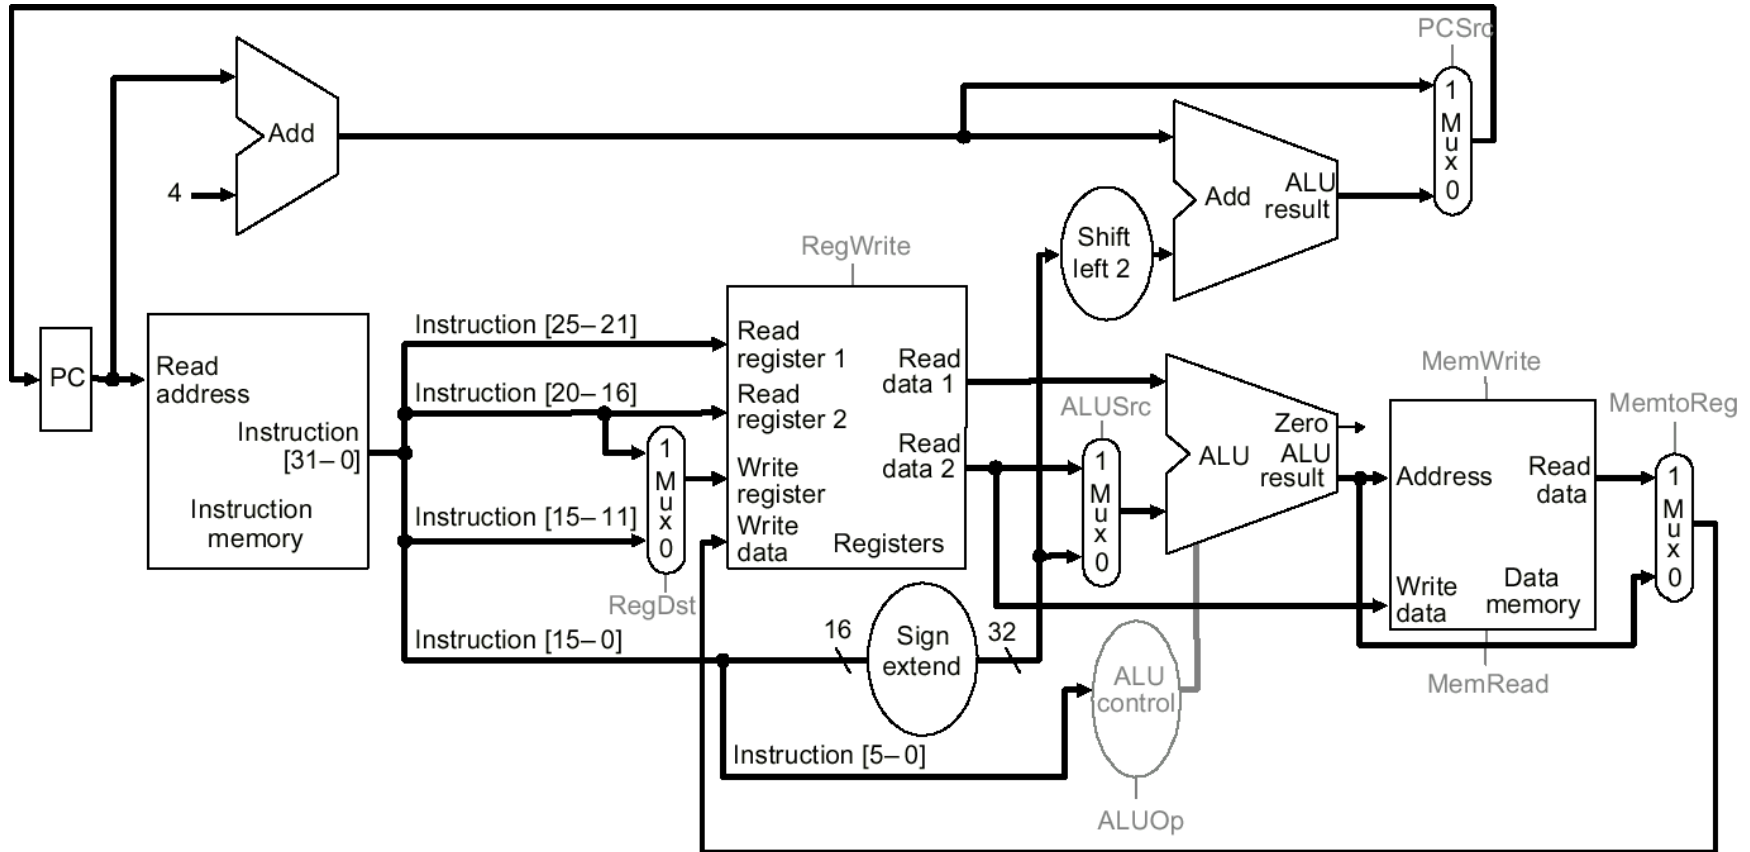 PCSrc
1
M
u
x
0
Add
4
Add
ALU
result
Shift
left 2
RegWrite
PC
Read
address
Instruction
[31–0]
Instruction
memory
Instruction [25–21]
Instruction [20–16]
Instruction [15–11]
Instruction [15–0]
Instruction [5–0]
1
M
u
x
0
RegDst
Read
register 1
Read
register 2
Write
register
Write
data
Read
data 1
Read
data 2
Registers
16
Sign
extend
32
ALUSrc
1
M
u
x
0
Zero
ALU
ALU
result
ALU
control
ALUOp
MemWrite
Address
Read
data
Write
data
Data
memory
MemRead
MemtoReg
1
M
u
x
0